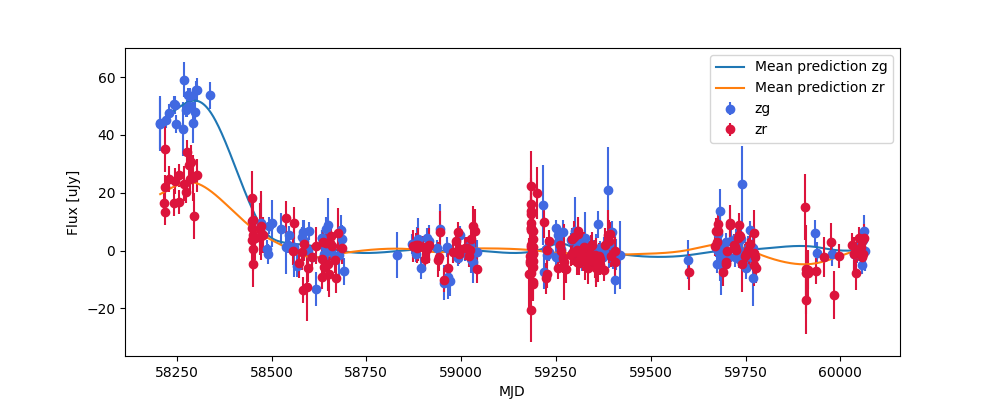 60
40
20
0
−20
Flux [uJy]
58250 58500 58750 59000 59250 59500 59750 60000
MJD
Mean prediction zg
Mean prediction zr
zg
zr